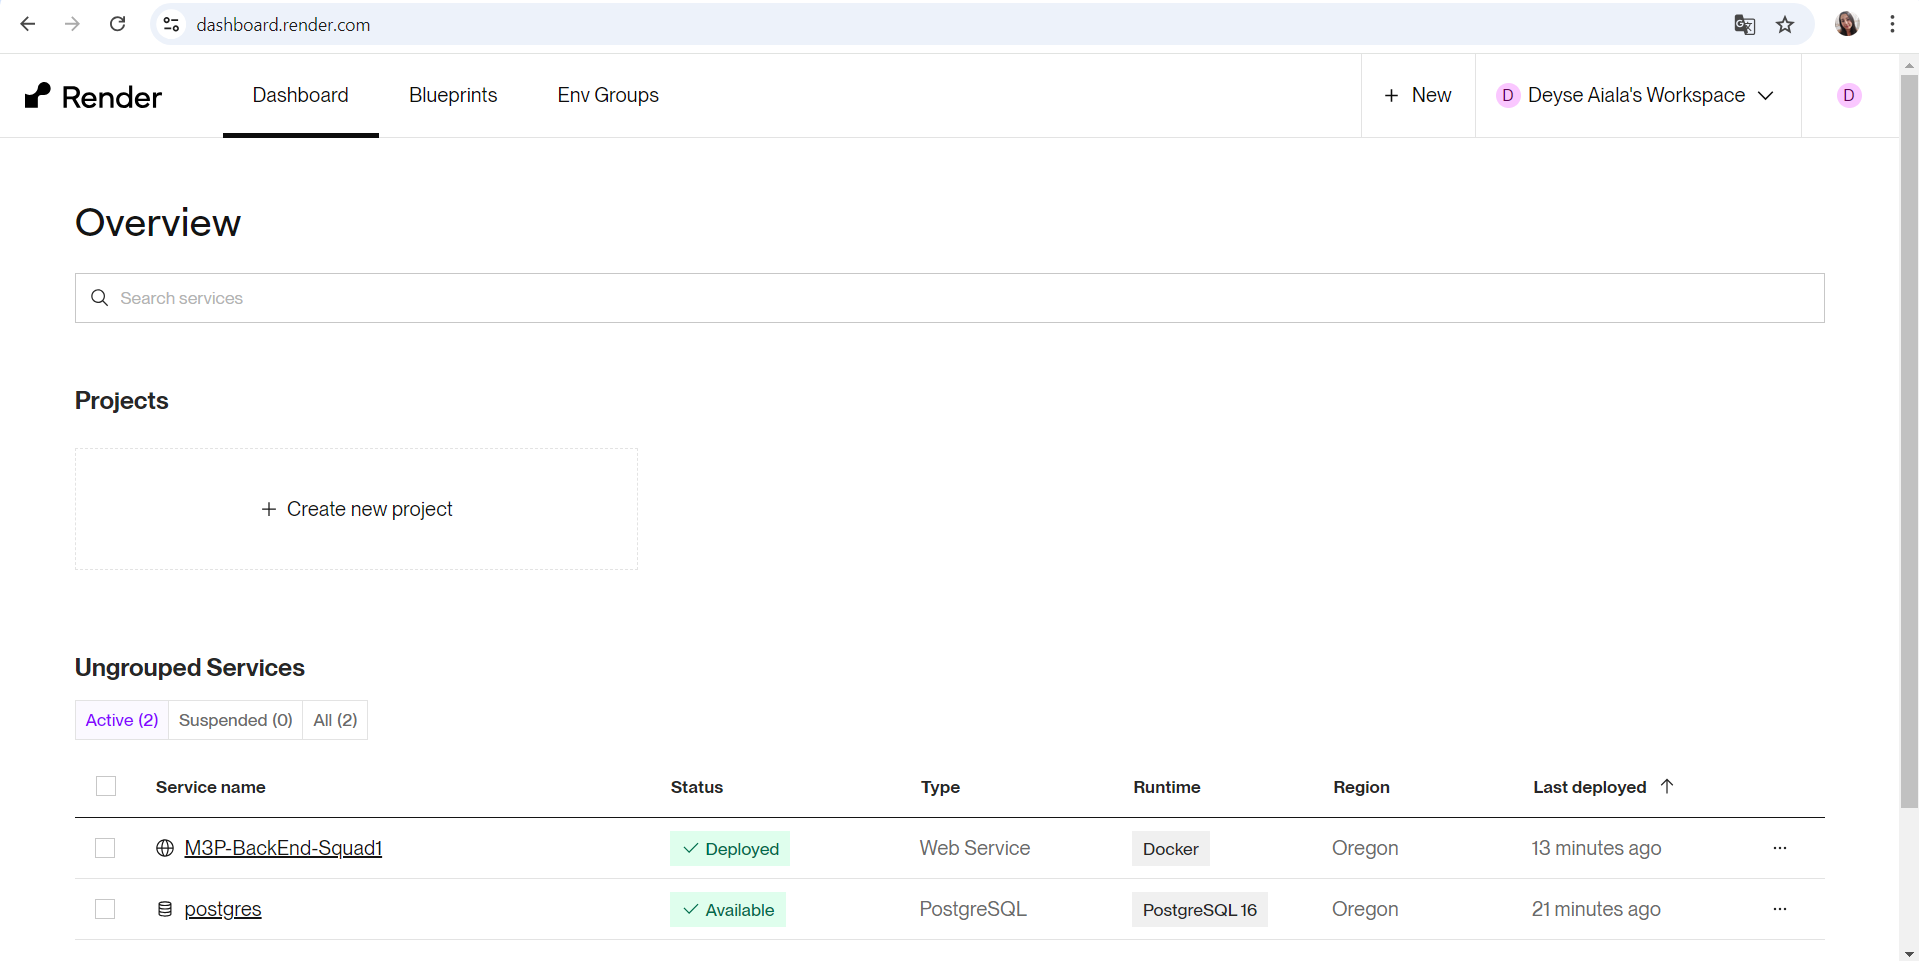 dashboard.render.com
Render Dashboard Blueprints Env Groups + New D Deyse Aiala's Workspace D
Overview
Search services
Projects
+ Create new project
Ungrouped Services
Active (2) Suspended (0) All (2)
Service name Status Type Runtime Region Last deployed ↑
M3P-BackEnd-Squad1 ✓ Deployed Web Service Docker Oregon 13 minutes ago ...
postgres ✓ Available PostgreSQL PostgreSQL 16 Oregon 21 minutes ago ...